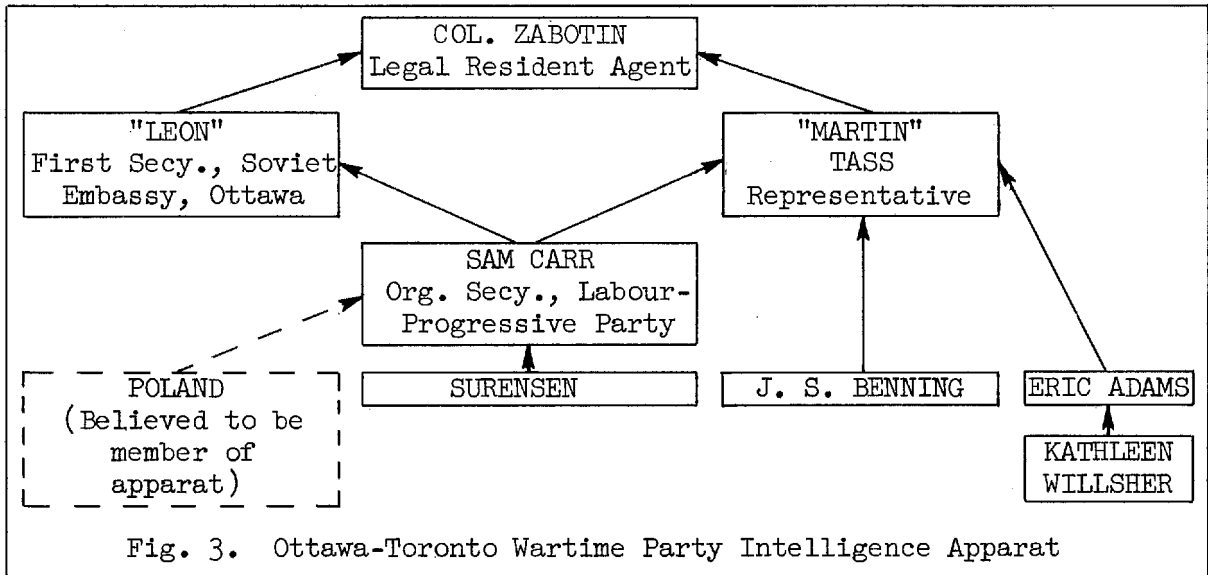 COL. ZABOTIN
Legal Resident Agent
"LEON"
First Secy., Soviet
Embassy, Ottawa
"MARTIN"
TASS
Representative
SAM CARR
Org. Secy., Labour-
Progressive Party
POLAND
(Believed to be
member of
apparat)
SURENSEN
J. S. BENNING
ERIC ADAMS
KATHLEEN
WILLSHER
Fig. 3. Ottawa-Toronto Wartime Party Intelligence Apparat